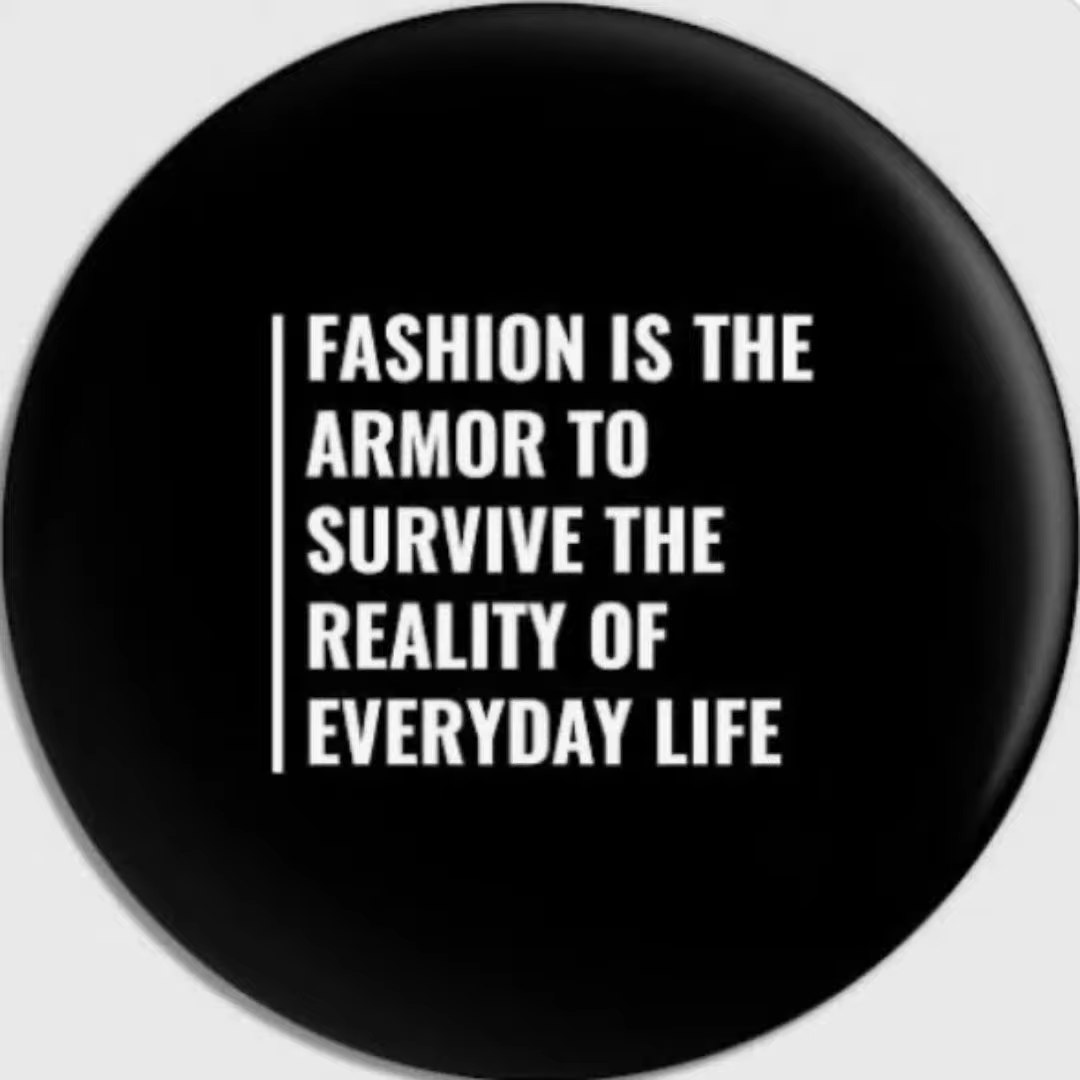 FASHION IS THE
ARMOR TO
SURVIVE THE
REALITY OF
EVERYDAY LIFE